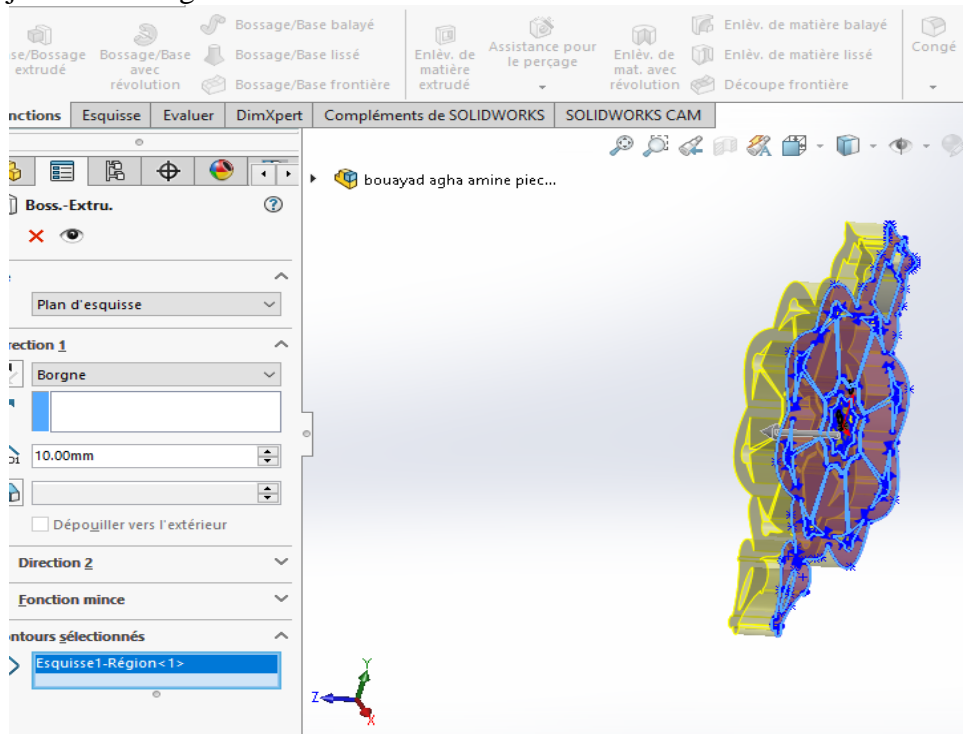 Bossage/Base balayé
Enlèv. de matière balayé
se/Bossage
extrudé
Bossage/Base
avec
révolution
Bossage/Base lissé
Enlèv. de
matière
extrudé
Assistance pour
le perçage
Enlèv. de
mat. avec
révolution
Enlèv. de matière lissé
Congé
Bossage/Base frontière
Découpe frontière
nctions Esquisse Evaluer DimXpert Compléments de SOLIDWORKS SOLIDWORKS CAM
bouayad agha amine piec...
Boss.-Extru.
Plan d'esquisse
rection 1
Borgne
10.00mm
Dépouiller vers l'extérieur
Direction 2
Fonction mince
ntours sélectionnés
Esquisse1-Région<1>
Y
Z
X